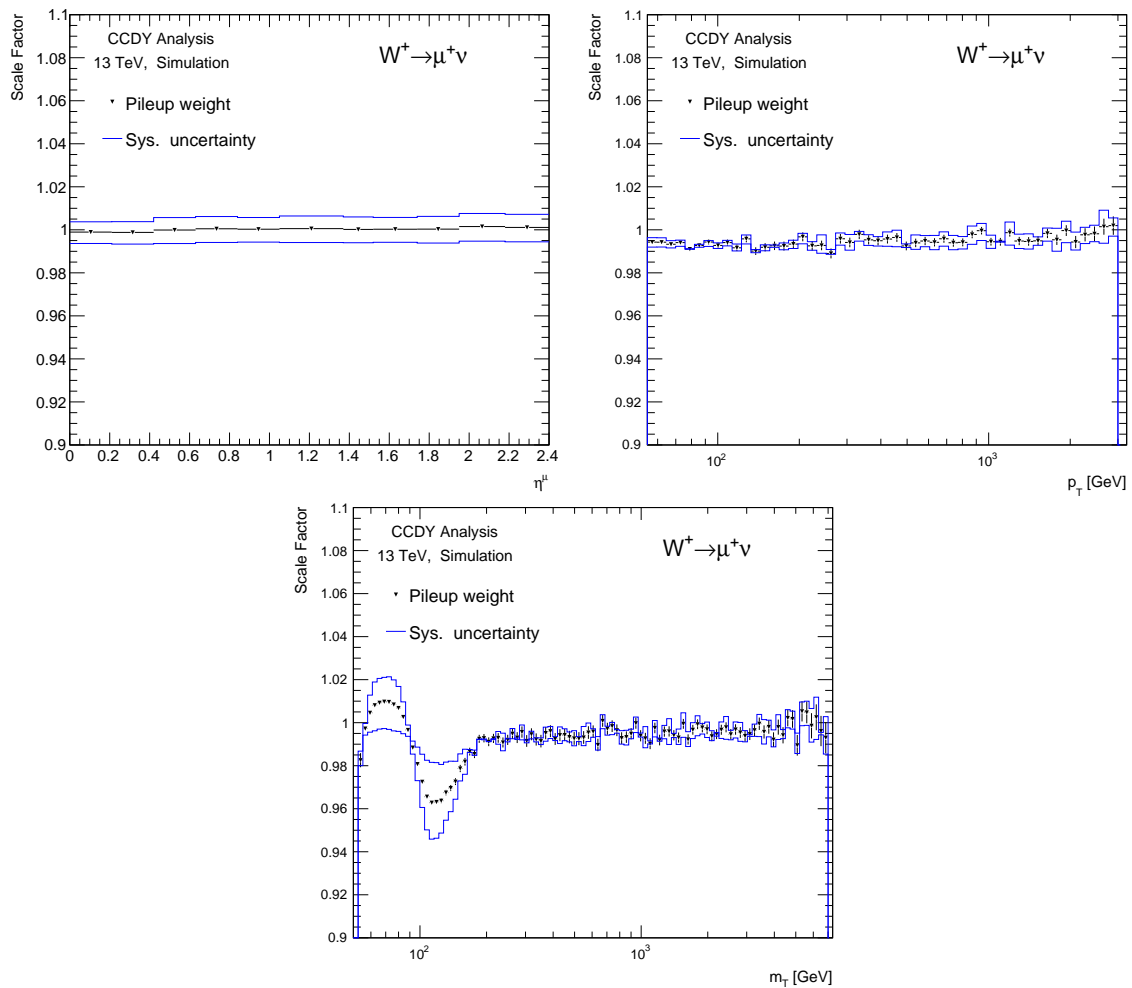 Scale Factor
1.1
1.08
1.06
1.04
1.02
1
0.98
0.96
0.94
0.92
0.9
CCDY Analysis
13 TeV, Simulation
W⁺→μ⁺ν
Pileup weight
Sys. uncertainty
0 0.2 0.4 0.6 0.8 1 1.2 1.4 1.6 1.8 2 2.2 2.4
η^μ
Scale Factor
1.1
1.08
1.06
1.04
1.02
1
0.98
0.96
0.94
0.92
0.9
CCDY Analysis
13 TeV, Simulation
W⁺→μ⁺ν
Pileup weight
Sys. uncertainty
10² 10³
p_T [GeV]
Scale Factor
1.1
1.08
1.06
1.04
1.02
1
0.98
0.96
0.94
0.92
0.9
CCDY Analysis
13 TeV, Simulation
W⁺→μ⁺ν
Pileup weight
Sys. uncertainty
10² 10³
m_T [GeV]